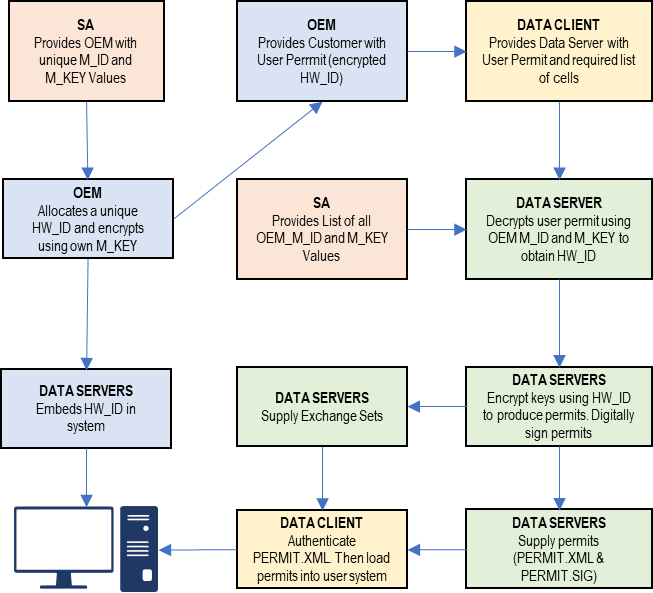 SA
Provides OEM with
unique M_ID and
M_KEY Values
OEM
Provides Customer with
User Perrmit (encrypted
HW_ID)
DATA CLIENT
Provides Data Server with
User Permit and required list
of cells
OEM
Allocates a unique
HW_ID and encrypts
using own M_KEY
SA
Provides List of all
OEM_M_ID and M_KEY
Values
DATA SERVER
Decrypts user permit using
OEM M_ID and M_KEY to
obtain HW_ID
DATA SERVERS
Embeds HW_ID in
system
DATA SERVERS
Supply Exchange Sets
DATA SERVERS
Encrypt keys using HW_ID
to produce permits. Digitally
sign permits
DATA CLIENT
Authenticate
PERMIT.XML. Then load
permits into user system
DATA SERVERS
Supply permits
(PERMIT.XML &
PERMIT.SIG)